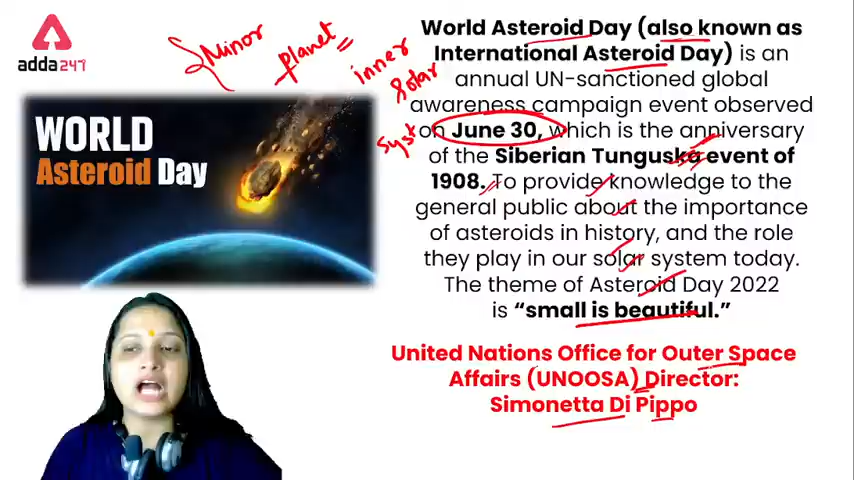 adda247
Minor
planet
inner
Solar
Syst
WORLD
Asteroid Day
World Asteroid Day (also known as
International Asteroid Day) is an
annual UN-sanctioned global
awareness campaign event observed
on June 30, which is the anniversary
of the Siberian Tunguska event of
1908. To provide knowledge to the
general public about the importance
of asteroids in history, and the role
they play in our solar system today.
The theme of Asteroid Day 2022
is “small is beautiful.”
United Nations Office for Outer Space
Affairs (UNOOSA) Director:
Simonetta Di Pippo